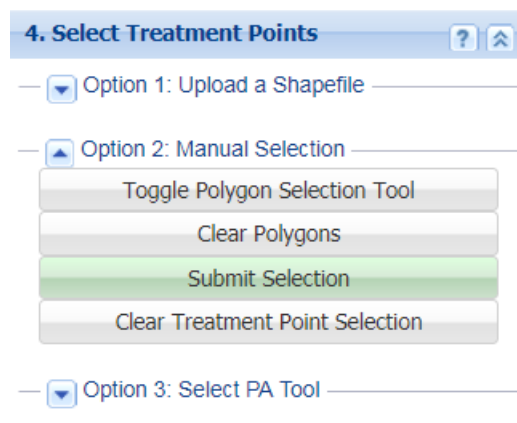 4. Select Treatment Points ?
Option 1: Upload a Shapefile
Option 2: Manual Selection
Toggle Polygon Selection Tool
Clear Polygons
Submit Selection
Clear Treatment Point Selection
Option 3: Select PA Tool